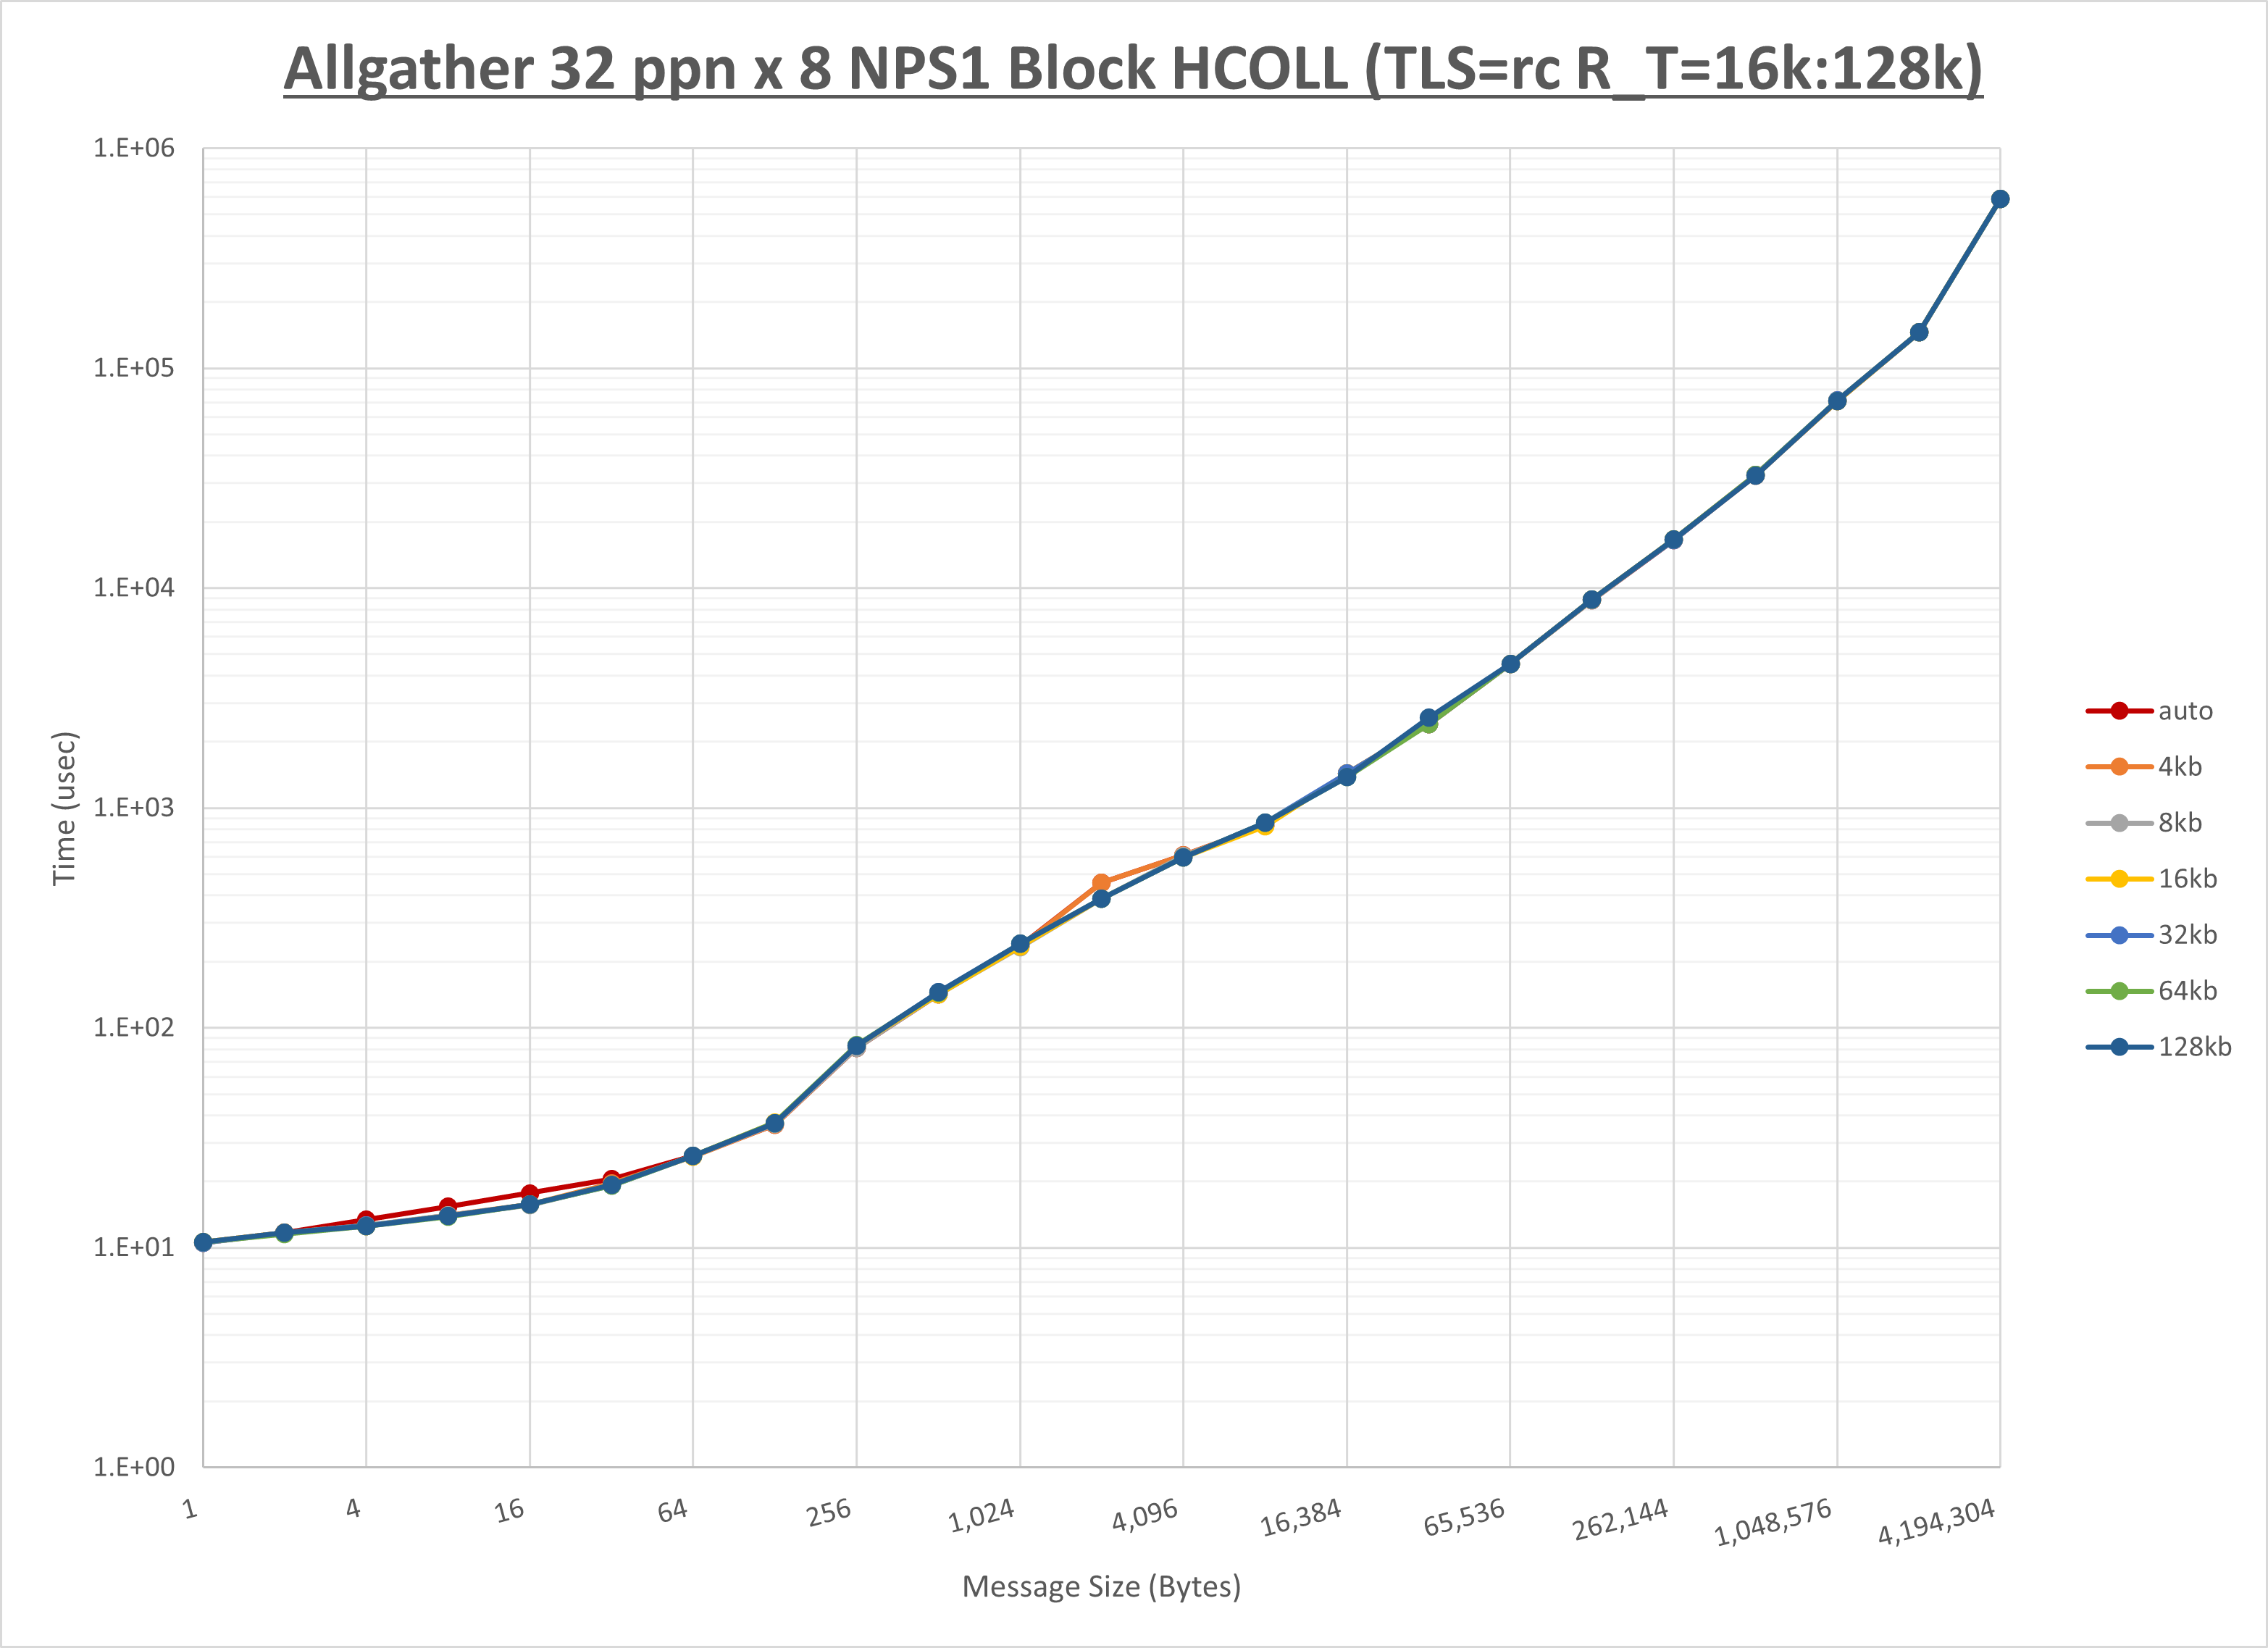 Allgather 32 ppn x 8 NPS1 Block HCOLL (TLS=rc R_T=16k:128k)
1.E+06
1.E+05
1.E+04
1.E+03
1.E+02
1.E+01
1.E+00
Time (usec)
1 4 16 64 256 1,024 4,096 16,384 65,536 262,144 1,048,576 4,194,304
Message Size (Bytes)
auto
4kb
8kb
16kb
32kb
64kb
128kb